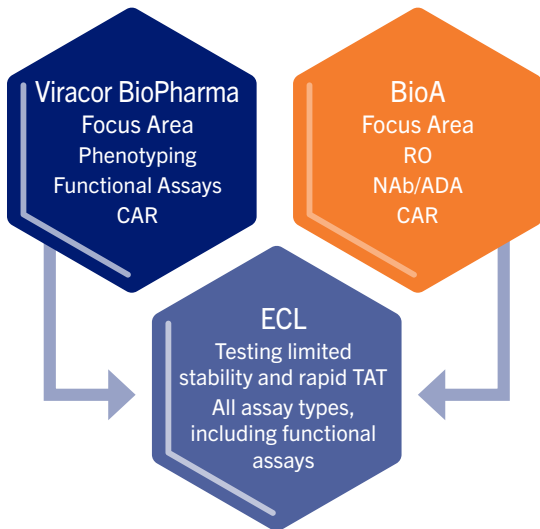 Viracor BioPharma
Focus Area
Phenotyping
Functional Assays
CAR
BioA
Focus Area
RO
NAb/ADA
CAR
ECL
Testing limited
stability and rapid TAT
All assay types,
including functional
assays